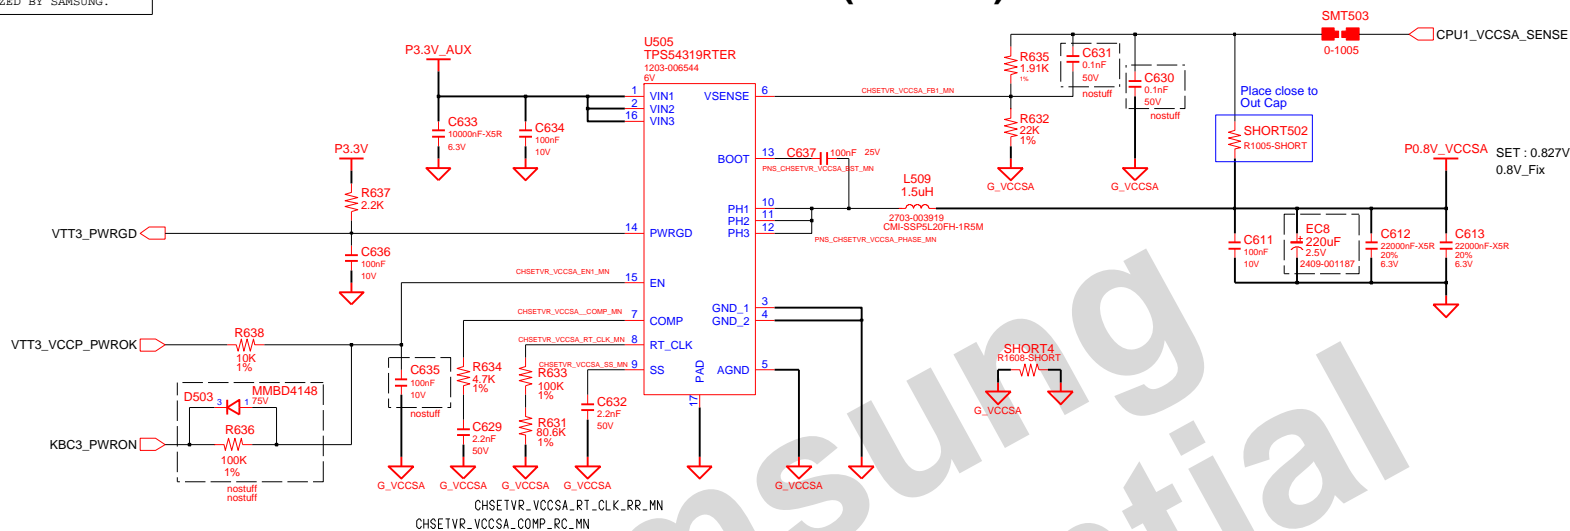 ZED BY SAMSUNG.
SMT503
0-1005
CPU1_VCCSA_SENSE
P3.3V_AUX
U505
TPS54319RTER
1203-006544
6V
R635
1.91K
1%
C631
0.1nF
50V
nostuff
C630
0.1nF
50V
nostuff
Place close to
Out Cap
SHORT502
R1005-SHORT
1 VIN1
2 VIN2
16 VIN3
VSENSE 6
CHSETVR_VCCSA_FB1_MN
C633
10000nF-X5R
6.3V
C634
100nF
10V
R632
22K
1%
G_VCCSA
G_VCCSA
BOOT 13
C637 100nF 25V
PNS_CHSETVR_VCCSA_BST_MN
P0.8V_VCCSA
SET : 0.827V
0.8V_Fix
P3.3V
R637
2.2K
L509
1.5uH
2703-003919
CMI-SSP5L20FH-1R5M
PH1 10
PH2 11
PH3 12
PNS_CHSETVR_VCCSA_PHASE_MN
VTT3_PWRGD
14 PWRGD
C636
100nF
10V
C611
100nF
10V
EC8
220uF
2.5V
2409-001187
C612
22000nF-X5R
20%
6.3V
C613
22000nF-X5R
20%
6.3V
CHSETVR_VCCSA_EN1_MN
15 EN
GND_1 3
GND_2 4
CHSETVR_VCCSA__COMP_MN
7 COMP
VTT3_VCCP_PWROK
R638
10K
1%
CHSETVR_VCCSA_RT_CLK_MN
8 RT_CLK
CHSETVR_VCCSA_SS_MN
9 SS
AGND 5
PAD
17
SHORT4
R1608-SHORT
G_VCCSA
C635
100nF
10V
nostuff
R634
4.7K
1%
R633
100K
1%
D503
MMBD4148
75V
3 1
R636
100K
1%
nostuff
nostuff
KBC3_PWRON
C629
2.2nF
50V
R631
80.6K
1%
C632
2.2nF
50V
G_VCCSA
G_VCCSA
G_VCCSA
G_VCCSA
G_VCCSA
CHSETVR_VCCSA_RT_CLK_RR_MN
CHSETVR_VCCSA_COMP_RC_MN
msung
ential